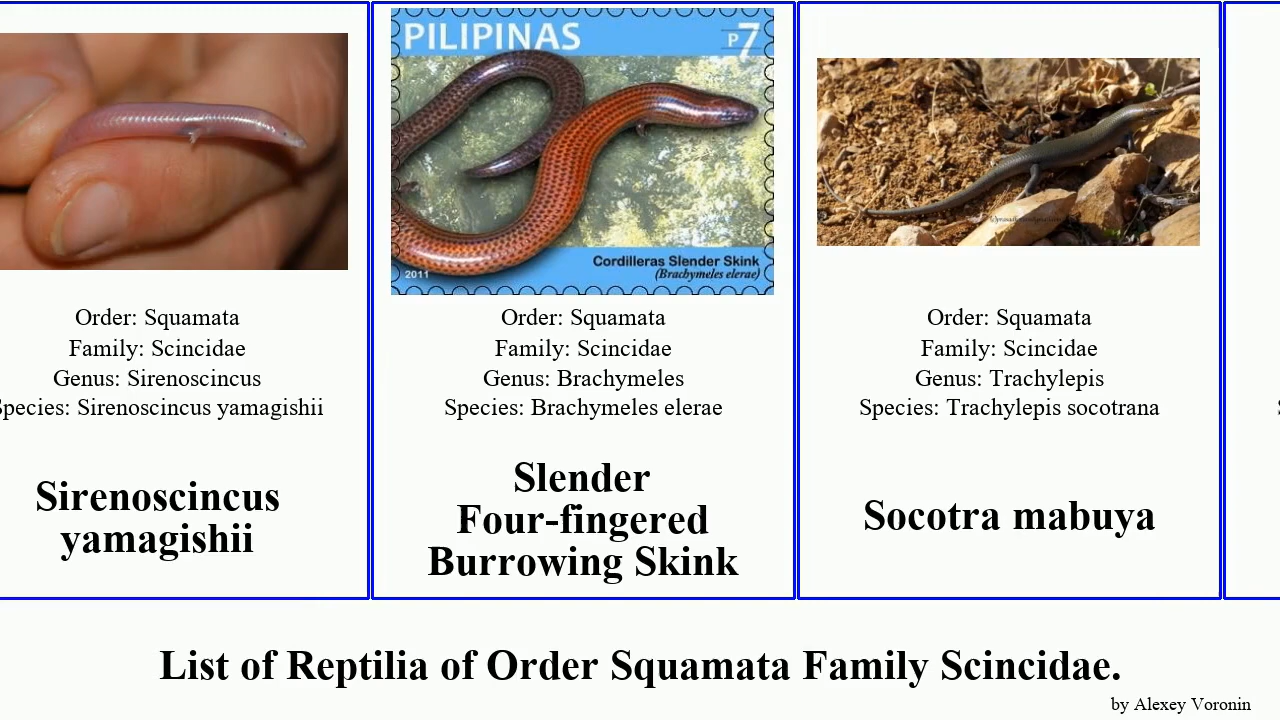 Order: Squamata
Family: Scincidae
Genus: Sirenoscincus
Species: Sirenoscincus yamagishii
Sirenoscincus
yamagishii
PILIPINAS
P7
2011
Cordilleras Slender Skink
(Brachymeles elerae)
Order: Squamata
Family: Scincidae
Genus: Brachymeles
Species: Brachymeles elerae
Slender
Four-fingered
Burrowing Skink
Order: Squamata
Family: Scincidae
Genus: Trachylepis
Species: Trachylepis socotrana
Socotra mabuya
List of Reptilia of Order Squamata Family Scincidae.
by Alexey Voronin